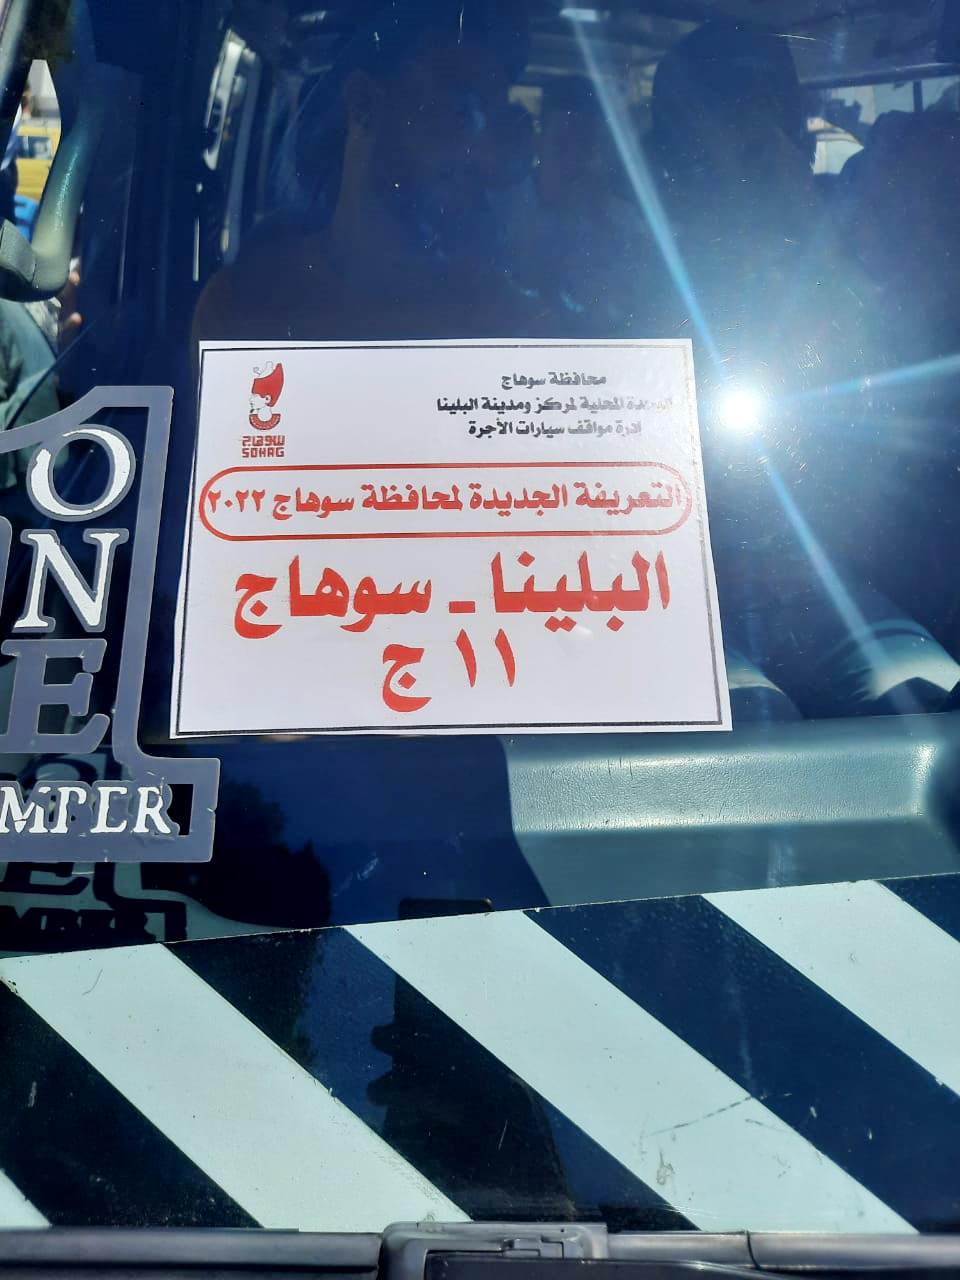 محافظة سوهاج
الوحدة المحلية لمركز ومدينة البلينا
ادرة مواقف سيارات الأجرة
سوهاج
SOHAG
التعريفة الجديدة لمحافظة سوهاج ٢٠٢٢
البلينا - سوهاج
١١ ج
O
N
E
MPER